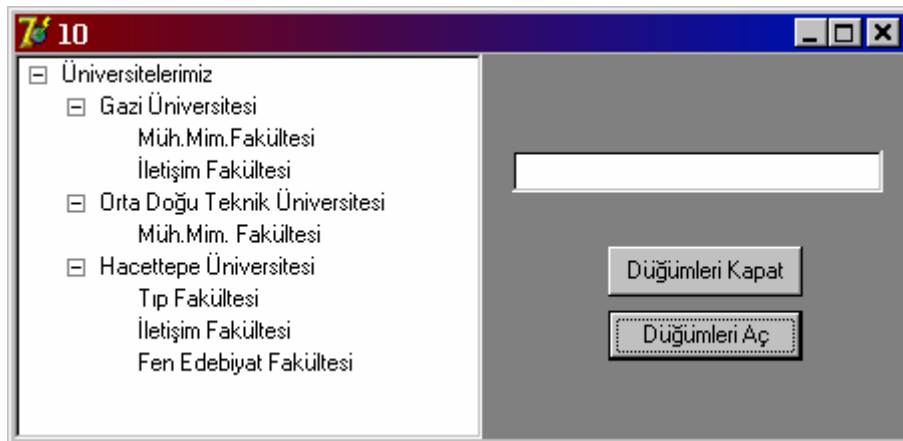 10
Üniversitelerimiz
Gazi Üniversitesi
Müh.Mim.Fakültesi
İletişim Fakültesi
Orta Doğu Teknik Üniversitesi
Müh.Mim. Fakültesi
Hacettepe Üniversitesi
Tıp Fakültesi
İletişim Fakültesi
Fen Edebiyat Fakültesi
Düğümleri Kapat
Düğümleri Aç